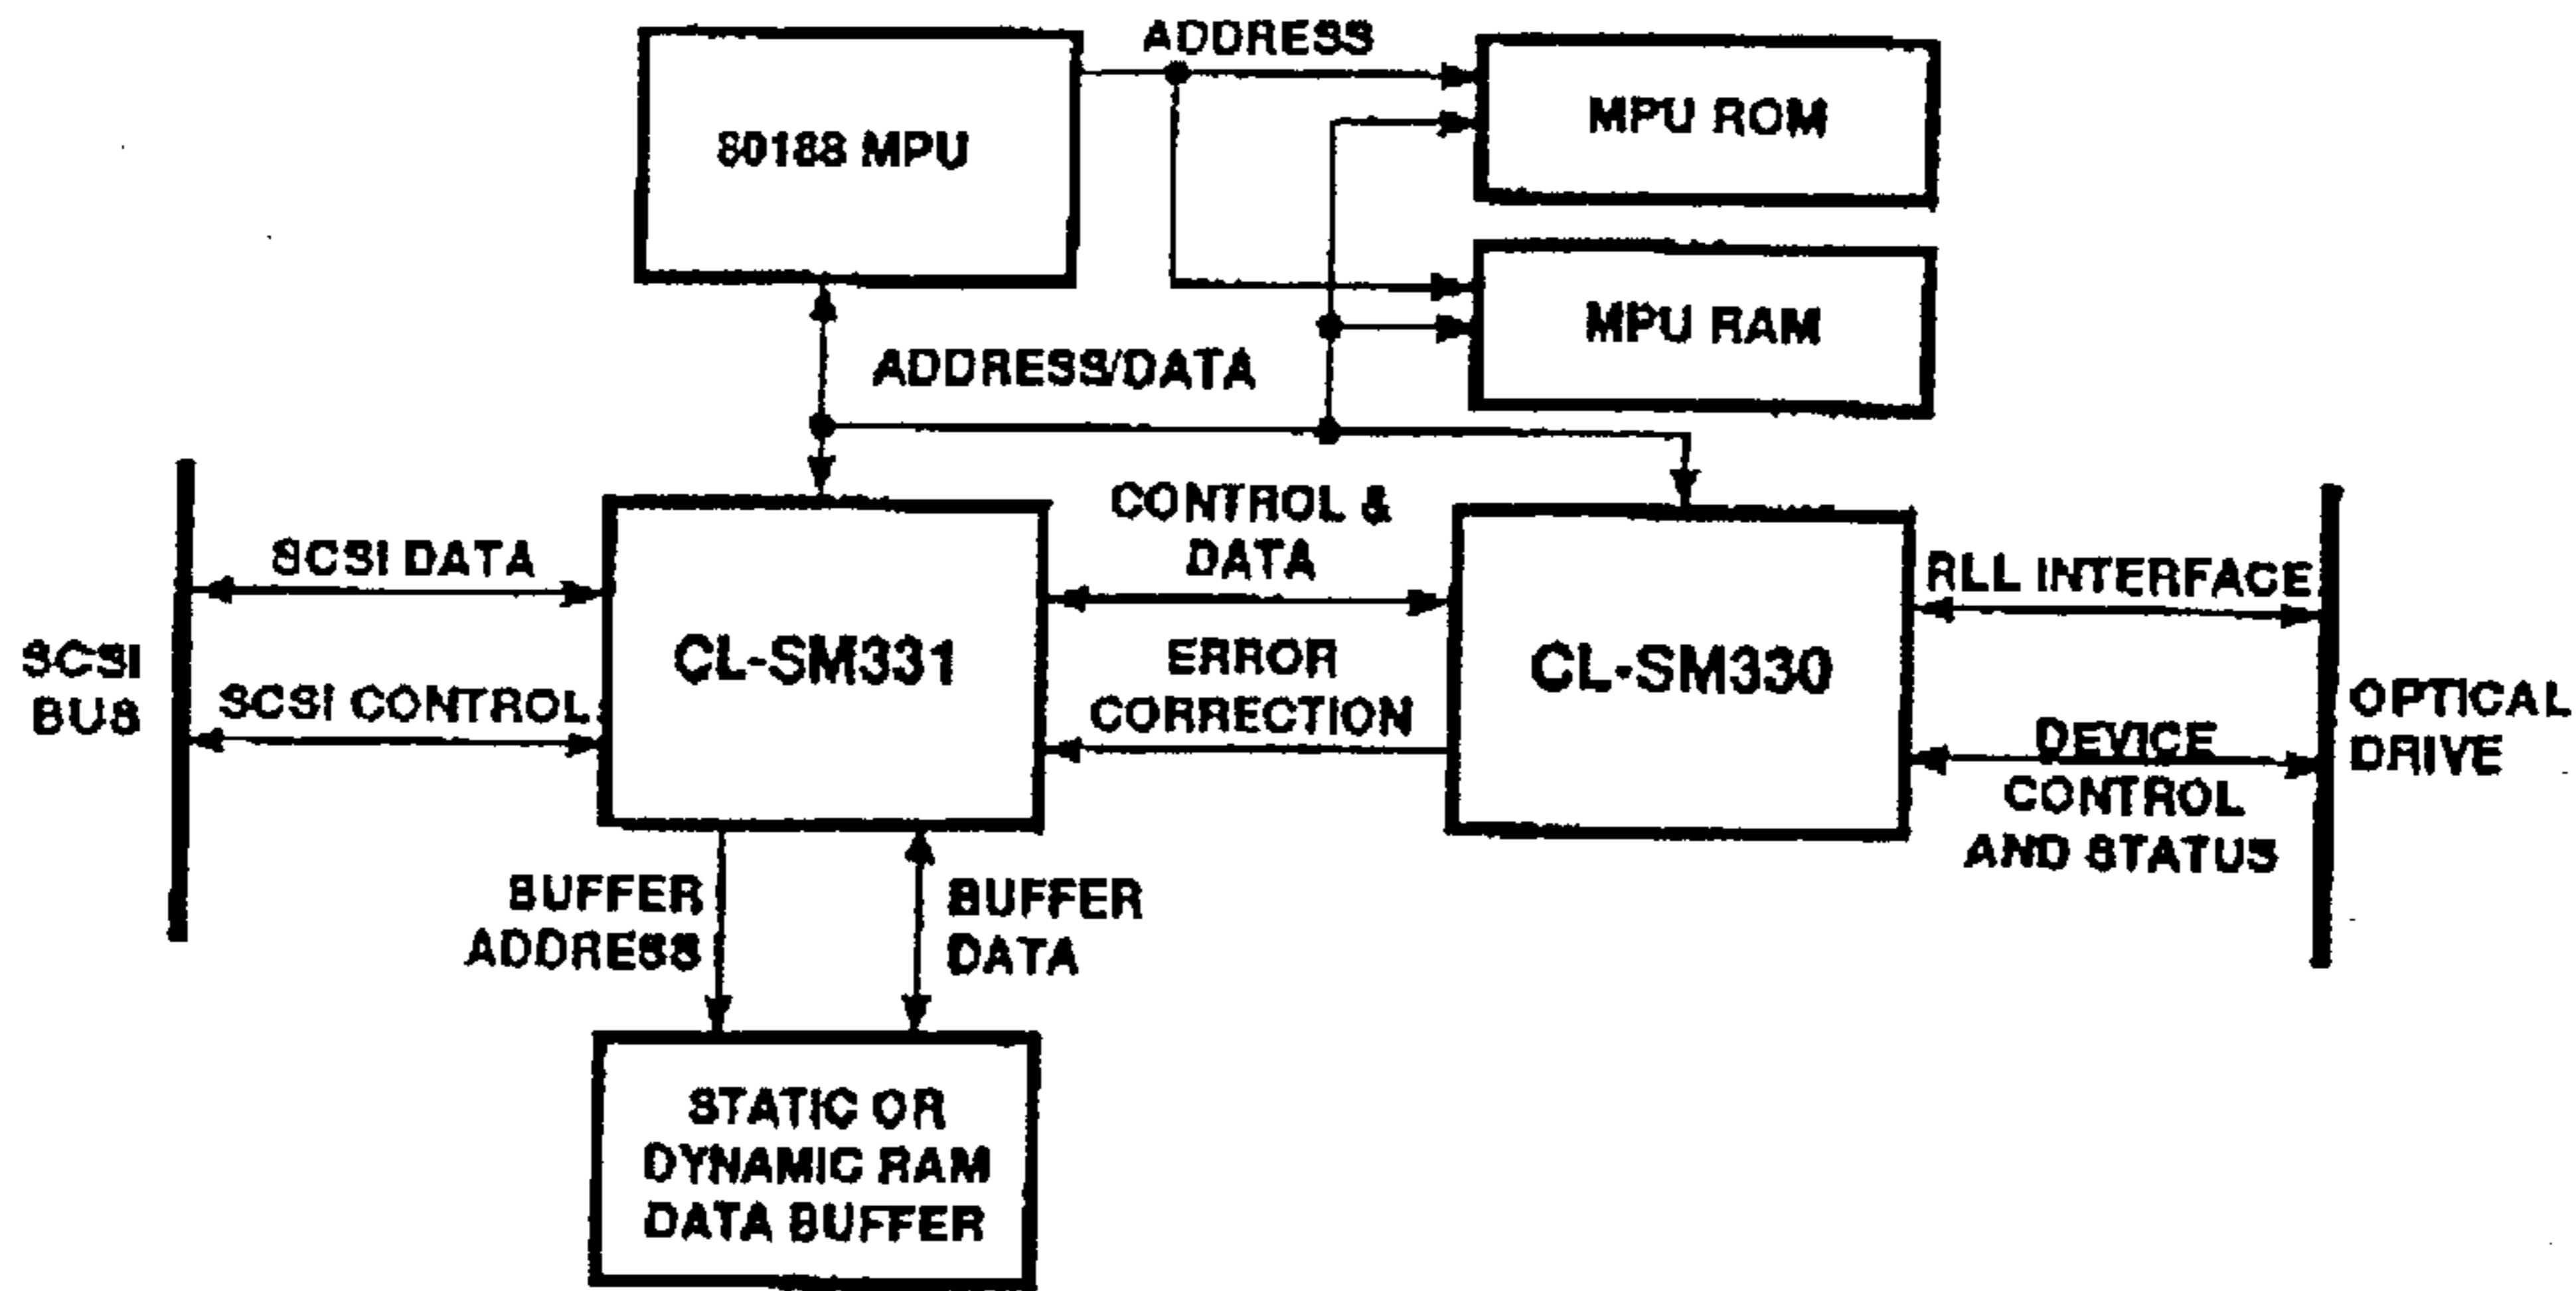 ADDRESS
80188 MPU
MPU ROM
MPU RAM
ADDRESS/DATA
CONTROL &
DATA
SCSI DATA
RLL INTERFACE
SCSI
BUS
CL-SM331
ERROR
CORRECTION
CL-SM330
SCSI CONTROL
OPTICAL
DRIVE
DEVICE
CONTROL
AND STATUS
BUFFER
ADDRESS
BUFFER
DATA
STATIC OR
DYNAMIC RAM
DATA BUFFER